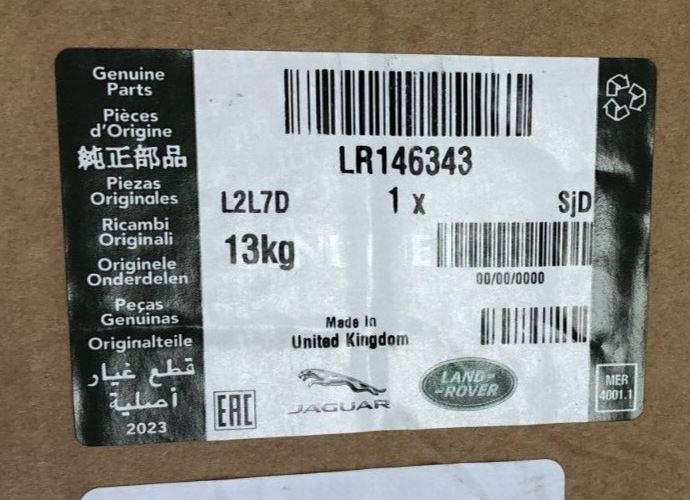 Genuine
Parts
Pièces
d'Origine
純正部品
Piezas
Originales
Ricambi
Originali
Originele
Onderdelen
Peças
Genuinas
Originalteile
قطع غيار
أصلية
2023
LR146343
L2L7D 1 x SjD
13kg
00/00/0000
Made in
United Kingdom
EAC
JAGUAR
LAND-
-ROVER
MER
4001.1